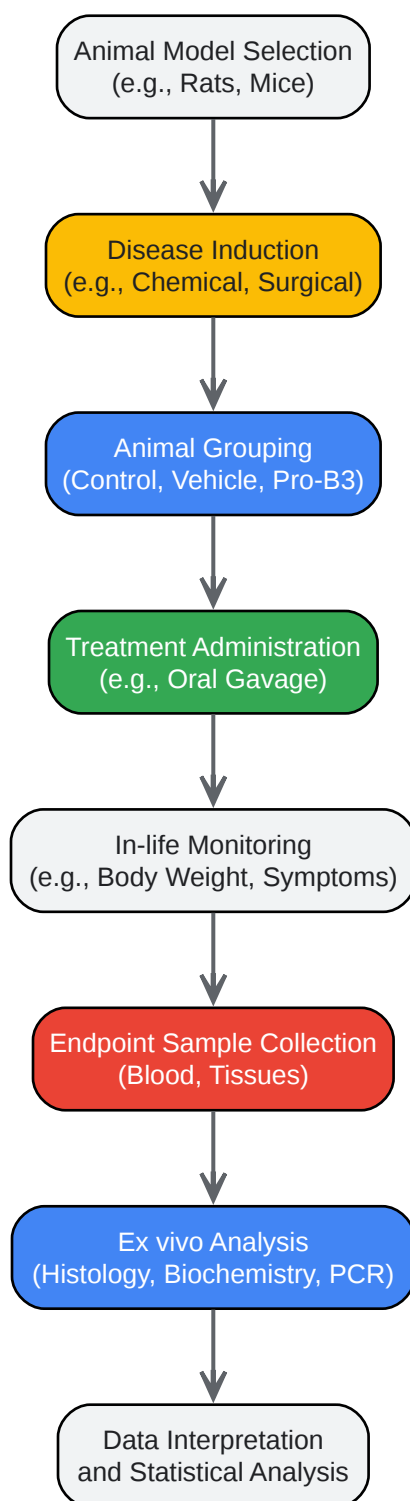 Animal Model Selection
(e.g., Rats, Mice)
Disease Induction
(e.g., Chemical, Surgical)
Animal Grouping
(Control, Vehicle, Pro-B3)
Treatment Administration
(e.g., Oral Gavage)
In-life Monitoring
(e.g., Body Weight, Symptoms)
Endpoint Sample Collection
(Blood, Tissues)
Ex vivo Analysis
(Histology, Biochemistry, PCR)
Data Interpretation
and Statistical Analysis